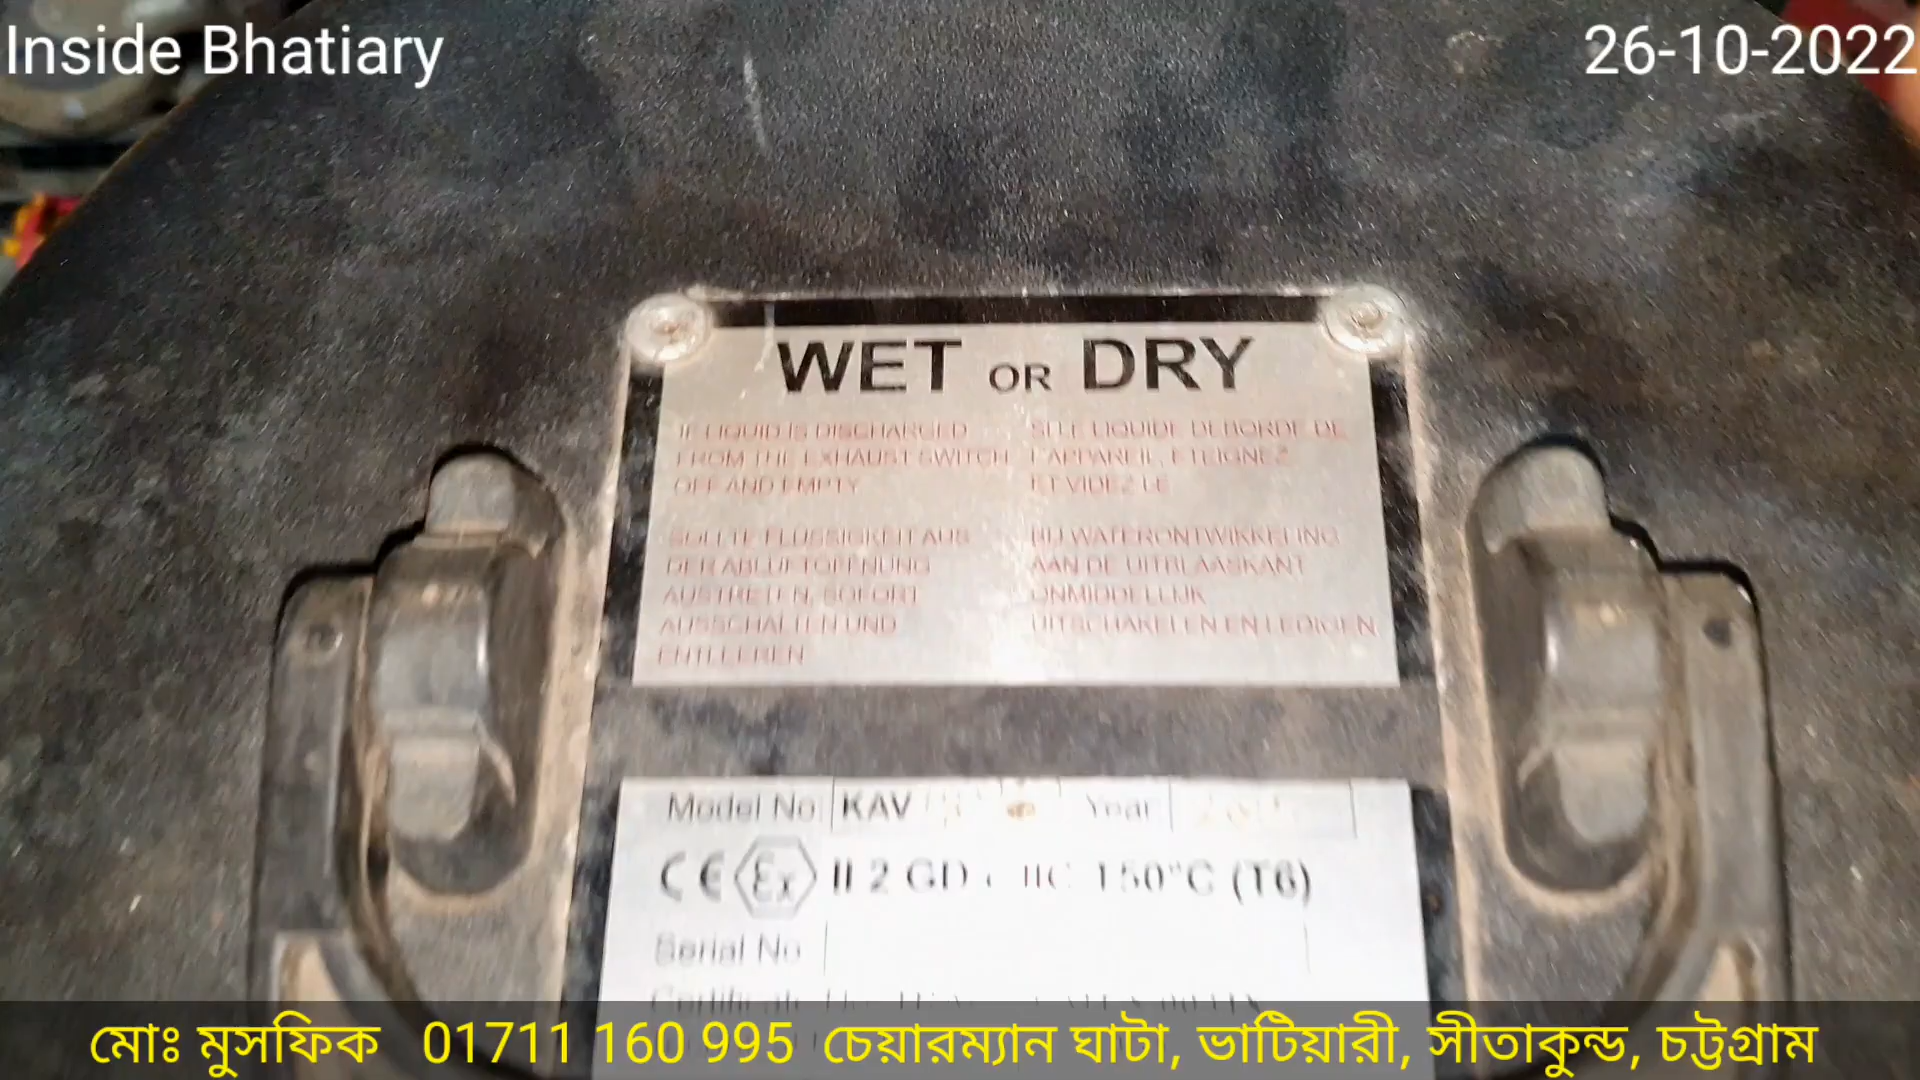 Inside Bhatiary
26-10-2022
WET OR DRY
IF LIQUID IS DISCHARGED
FROM THE EXHAUST SWITCH
OFF AND EMPTY
SI LE LIQUIDE DEBORDE DE
L'APPAREIL, ETEIGNEZ
ET VIDEZ LE
SOLLTE FLUSSIGKEIT AUS
DER ABLUFTOFFNUNG
AUSTRETEN, SOFORT
AUSSCHALTEN UND
ENTLEEREN
BIJ WATERONTWIKKELING
AAN DE UITBLAASKANT
ONMIDDELLIJK
UITSCHAKELEN EN LEDIGEN
Model No. KAV Year
CE Ex II 2 GD IIC 150°C (T6)
Serial No
মোঃ মুসফিক 01711 160 995 চেয়ারম্যান ঘাটা, ভাটিয়ারী, সীতাকুন্ড, চট্টগ্রাম